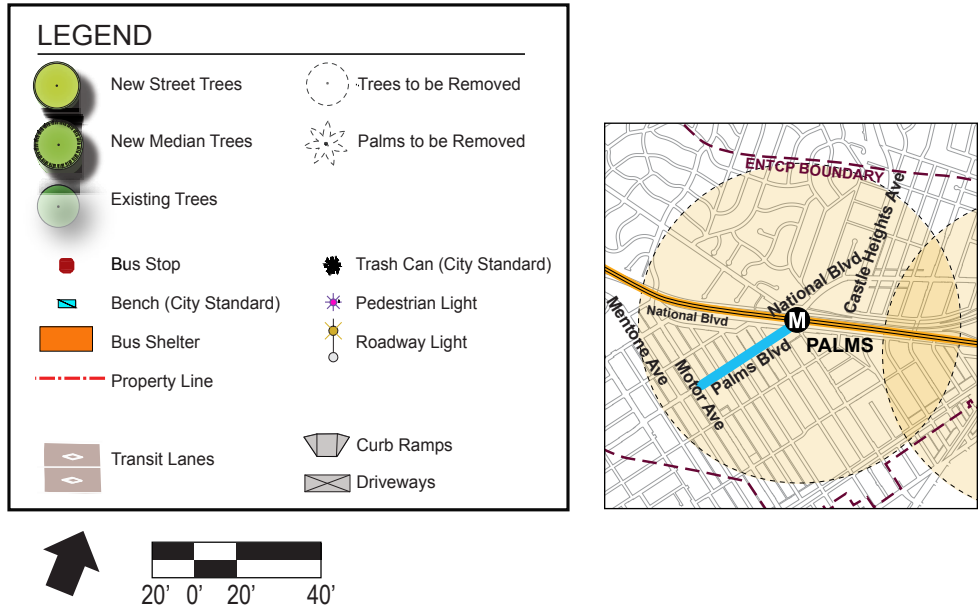 LEGEND
New Street Trees
Trees to be Removed
New Median Trees
Palms to be Removed
Existing Trees
Bus Stop
Trash Can (City Standard)
Bench (City Standard)
Pedestrian Light
Bus Shelter
Roadway Light
Property Line
Transit Lanes
Curb Ramps
Driveways
20' 0' 20' 40'
ENTCP BOUNDARY
Castle Heights Ave
National Blvd
National Blvd
Mentone Ave
M
PALMS
Palms Blvd
Motor Ave